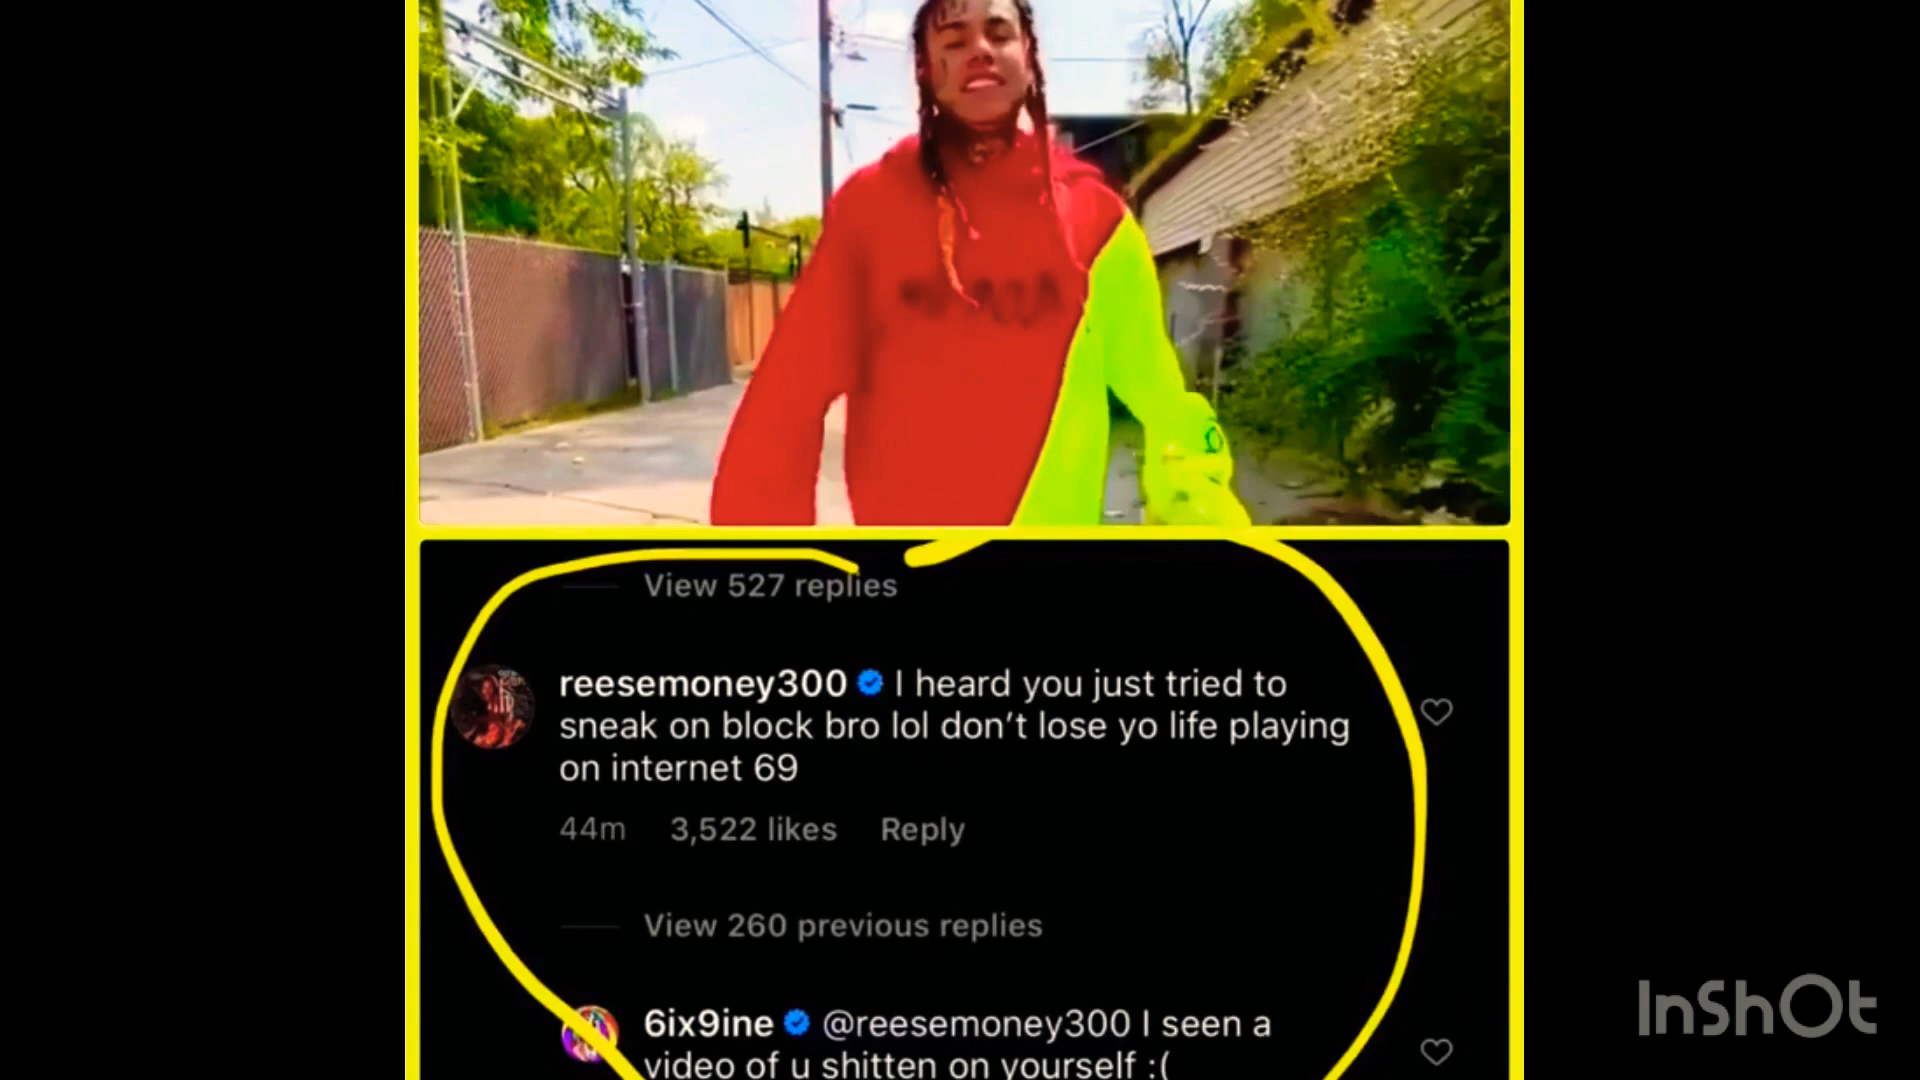 View 527 replies
reesemoney300 I heard you just tried to
sneak on block bro lol don't lose yo life playing
on internet 69
44m 3,522 likes Reply
View 260 previous replies
6ix9ine @reesemoney300 I seen a
video of u shitten on yourself :(
InShOt